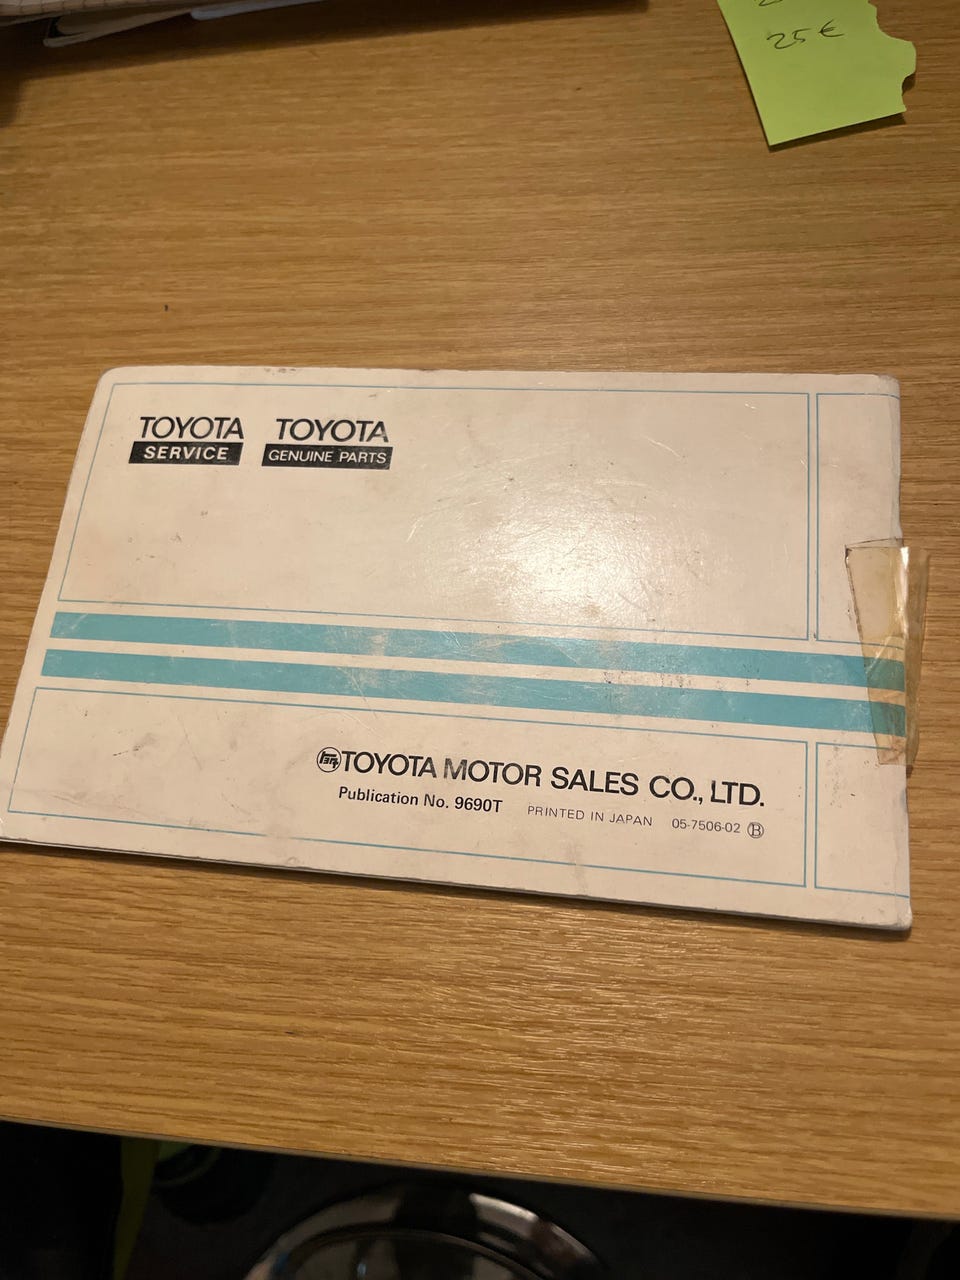 25 €
TOYOTA
SERVICE
TOYOTA
GENUINE PARTS
TOYOTA MOTOR SALES CO., LTD.
Publication No. 9690T PRINTED IN JAPAN 05-7506-02 Ⓑ